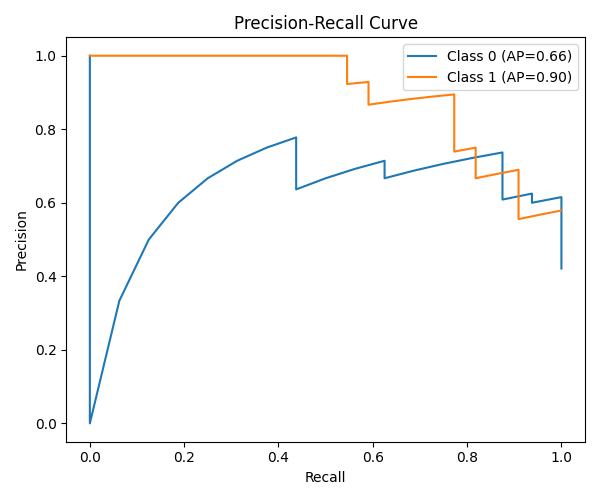 Precision-Recall Curve
Class 0 (AP=0.66)
Class 1 (AP=0.90)
Precision
1.0
0.8
0.6
0.4
0.2
0.0
0.0 0.2 0.4 0.6 0.8 1.0
Recall